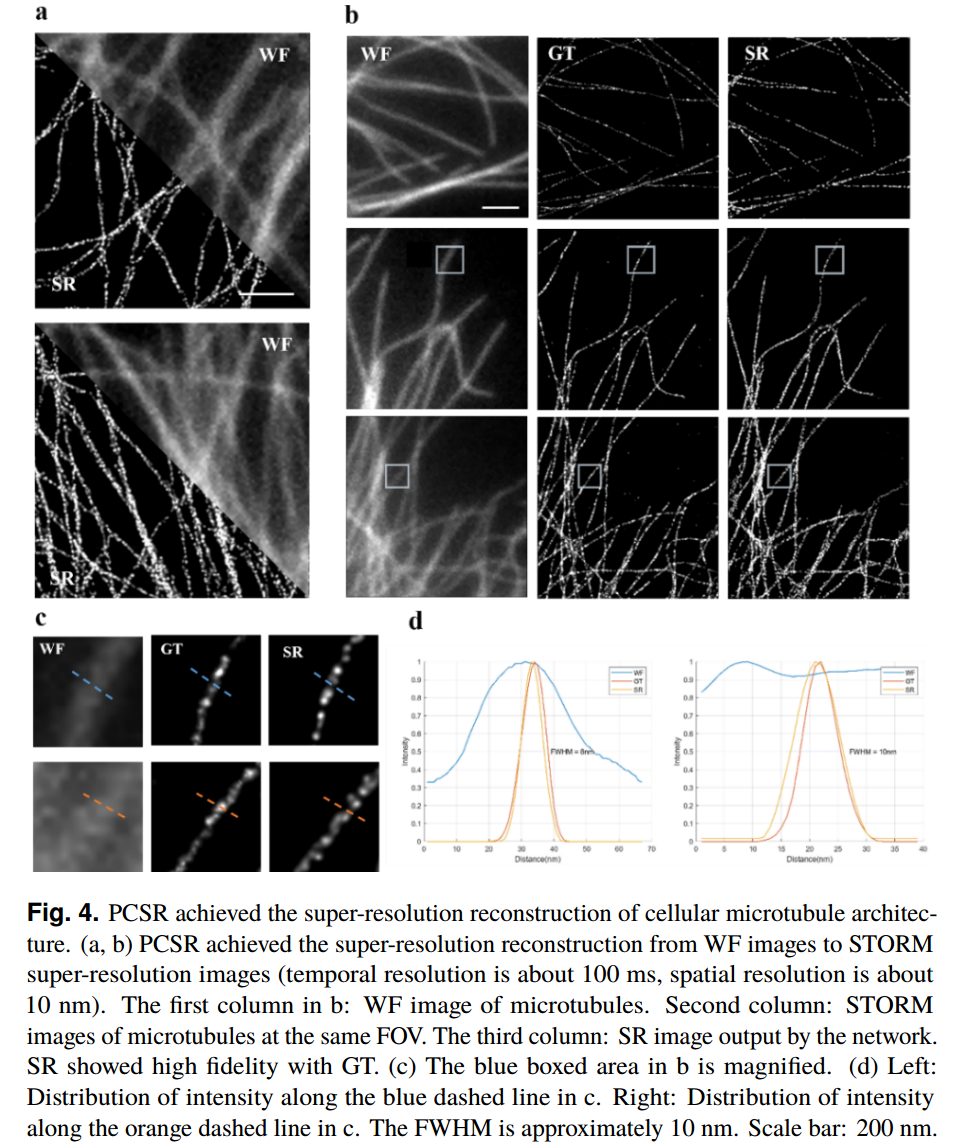 a
b
WF
SR
WF
SR
WF GT SR
c
d
WF GT SR
1
0.9
0.8
0.7
0.6
0.5
0.4
0.3
0.2
0.1
0
0 10 20 30 40 50 60 70
Intensity
Distance(nm)
WF
GT
SR
FWHM = 8nm
1
0.9
0.8
0.7
0.6
0.5
0.4
0.3
0.2
0.1
0
0 5 10 15 20 25 30 35 40
Intensity
Distance(nm)
WF
GT
SR
FWHM = 10nm
Fig. 4. PCSR achieved the super-resolution reconstruction of cellular microtubule architec-
ture. (a, b) PCSR achieved the super-resolution reconstruction from WF images to STORM
super-resolution images (temporal resolution is about 100 ms, spatial resolution is about
10 nm). The first column in b: WF image of microtubules. Second column: STORM
images of microtubules at the same FOV. The third column: SR image output by the network.
SR showed high fidelity with GT. (c) The blue boxed area in b is magnified. (d) Left:
Distribution of intensity along the blue dashed line in c. Right: Distribution of intensity
along the orange dashed line in c. The FWHM is approximately 10 nm. Scale bar: 200 nm.